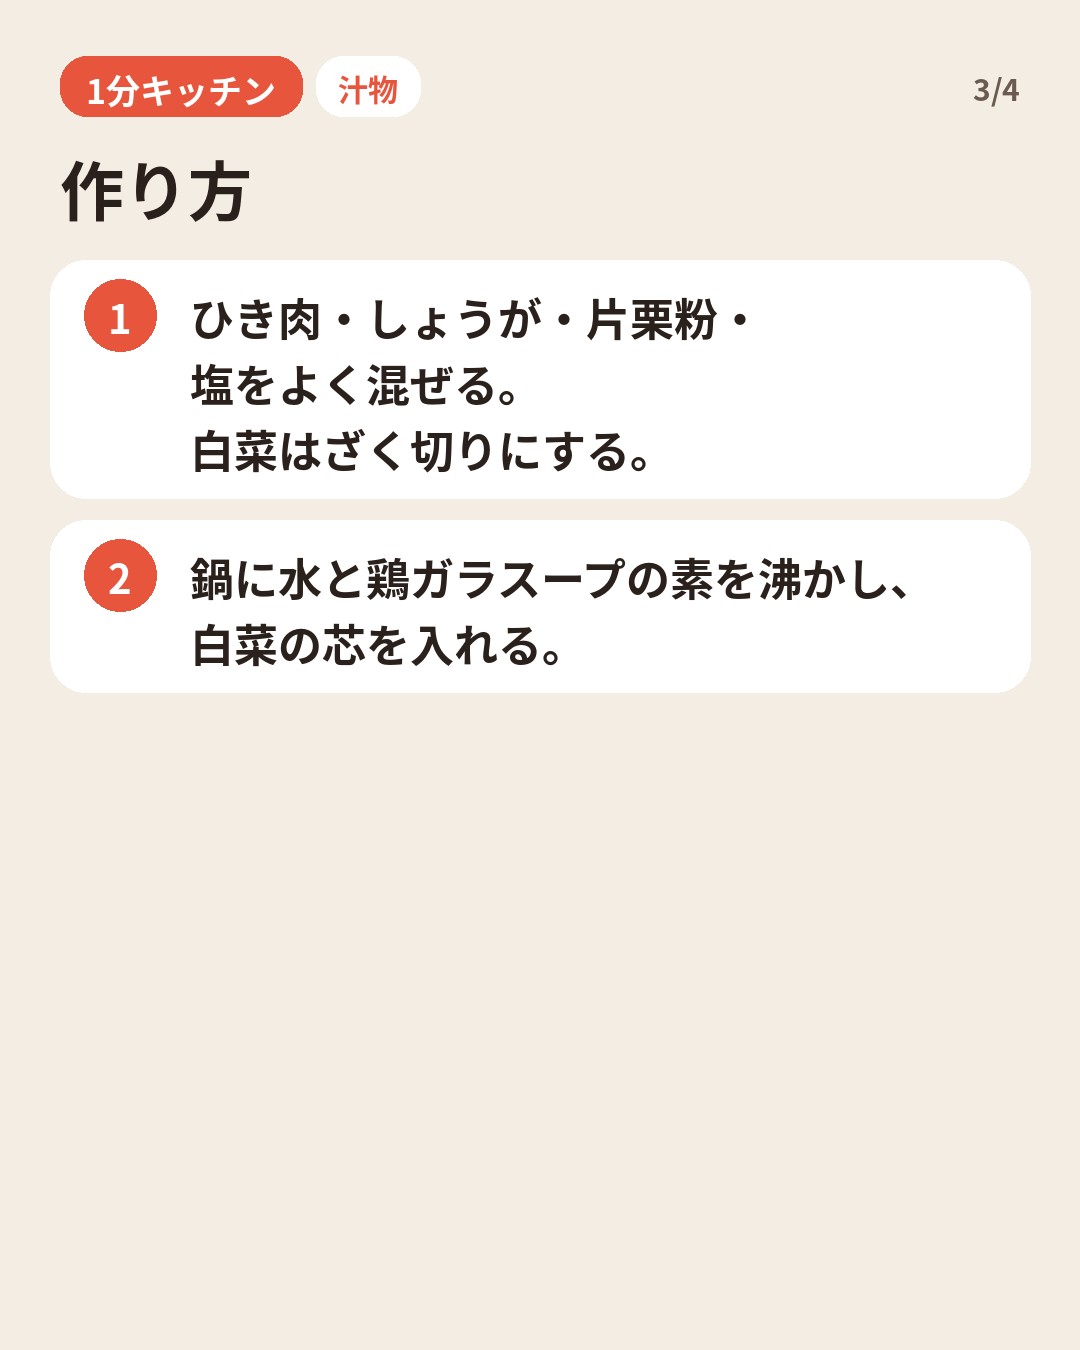 1分キッチン 汁物 3/4
作り方
1 ひき肉・しょうが・片栗粉・
塩をよく混ぜる。
白菜はざく切りにする。
2 鍋に水と鶏ガラスープの素を沸かし、
白菜の芯を入れる。